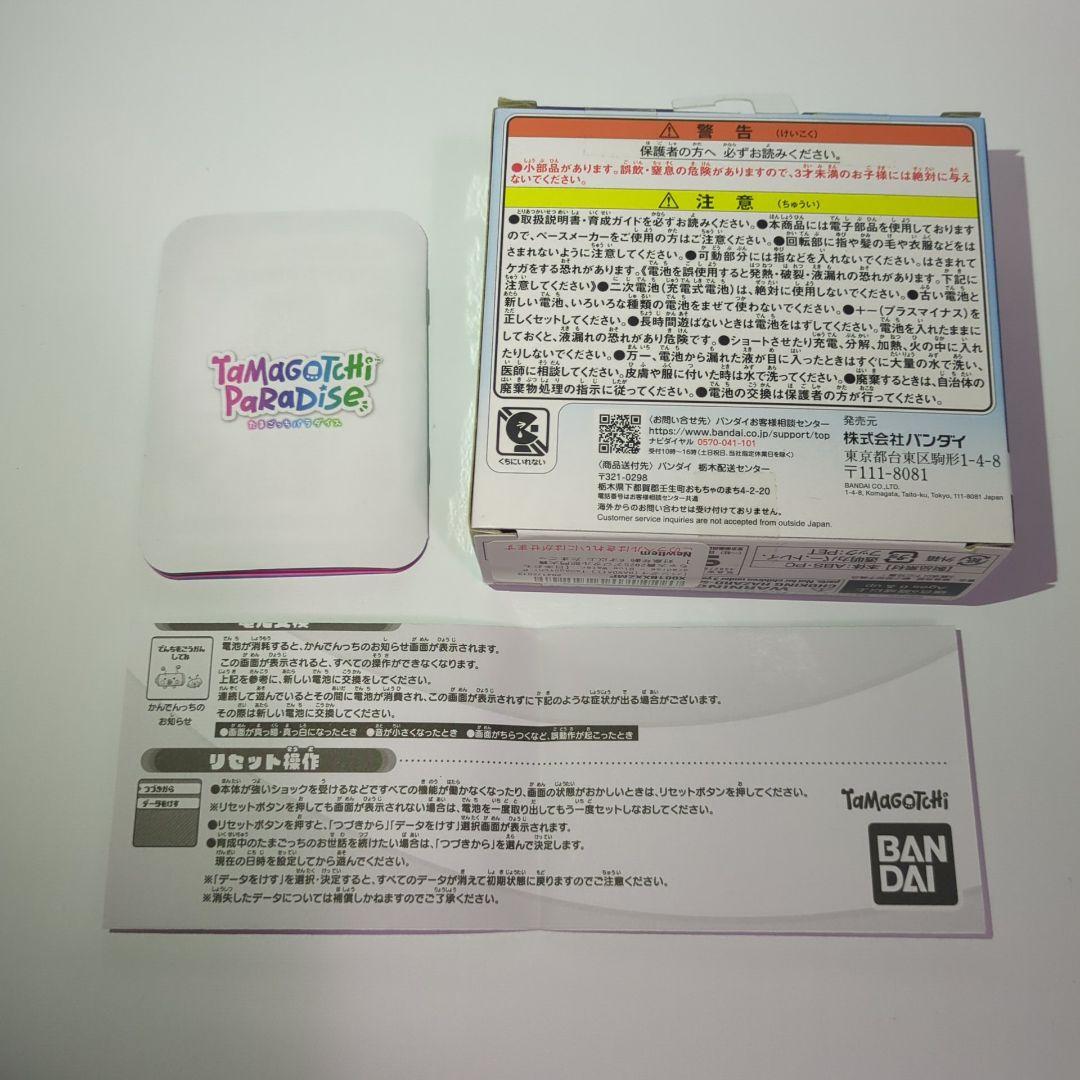 TaMaGoTCHi
PaRaDiSe
たまごっちパラダイス
警告 (けいこく)
保護者の方へ 必ずお読みください。
●小部品があります。誤飲・窒息の危険がありますので、3才未満のお子様には絶対に与え
ないでください。
注意 (ちゅうい)
●取扱説明書・育成ガイドを必ずお読みください。●本商品には電子部品を使用しております
ので、ペースメーカーをご使用の方はご注意ください。●回転部に指や髪の毛や衣服などをは
さまれないように注意してください。●可動部分には指などを入れないでください。はさまれて
ケガをする恐れがあります。《電池を誤使用すると発熱・破裂・液漏れの恐れがあります。下記に
注意してください》●二次電池(充電式電池)は、絶対に使用しないでください。●古い電池と
新しい電池、いろいろな種類の電池をまぜて使わないでください。●+-(プラスマイナス)を
正しくセットしてください。●長時間遊ばないときは電池をはずしてください。電池を入れたままに
しておくと、液漏れの恐れがあり危険です。●ショートさせたり充電、分解、加熱、火の中に入れ
たりしないでください。●万一、電池から漏れた液が目に入ったときはすぐに大量の水で洗い、
医師に相談してください。皮膚や服に付いた時は水で洗ってください。●廃棄するときは、自治体の
廃棄物処理の指示に従ってください。●電池の交換は保護者の方が行ってください。
くちにいれない
〈お問い合せ先〉バンダイお客様相談センター
https://www.bandai.co.jp/support/top
ナビダイヤル 0570-041-101
受付10時~16時(土日祝日、当社指定休業日を除く)
〈商品送付先〉バンダイ 栃木配送センター
〒321-0298
栃木県下都賀郡壬生町おもちゃのまち4-2-20
電話番号はお客様相談センター共通
海外からのお問い合わせは受け付けておりません。
Customer service inquiries are not accepted from outside Japan.
発売元
株式会社バンダイ
東京都台東区駒形1-4-8
〒111-8081
BANDAI CO.,LTD.
1-4-8, Komagata, Taito-ku, Tokyo, 111-8081 Japan
【製品素材】本体:ABS・PC
透明カバー・トレイ、
フック:PET
外箱
WARNING
CHOKING HAZARD
NewItem
電池交換
でんちをこうかん
してね
かんでんっちの
お知らせ
電池が消耗すると、かんでんっちのお知らせ画面が表示されます。
この画面が表示されると、すべての操作ができなくなります。
上記を参考に、新しい電池に交換をしてください。
連続して遊んでいるとその間に電池が消費され、この画面が表示されずに下記のような症状が出る場合がございます。
その際は新しい電池に交換してください。
●画面が真っ暗・真っ白になったとき ●音が小さくなったとき ●画面がちらつくなど、誤動作が起こったとき
リセット操作
つづきから
データをけす
●本体が強いショックを受けるなどですべての機能が働かなくなったり、画面の状態がおかしいときは、リセットボタンを押してください。
※リセットボタンを押しても画面が表示されない場合は、電池を一度取り出してもう一度セットしなおしてください。
●リセットボタンを押すと、「つづきから」「データをけす」選択画面が表示されます。
●育成中のたまごっちのお世話を続けたい場合は、「つづきから」を選んで決定します。
現在の日時を設定してから遊んでください。
※「データをけす」を選択・決定すると、すべてのデータが消えて初期状態に戻りますのでご注意ください。
※消失したデータについては補償しかねますのでご了承ください。
TaMaGoTCHi
BAN
DAI